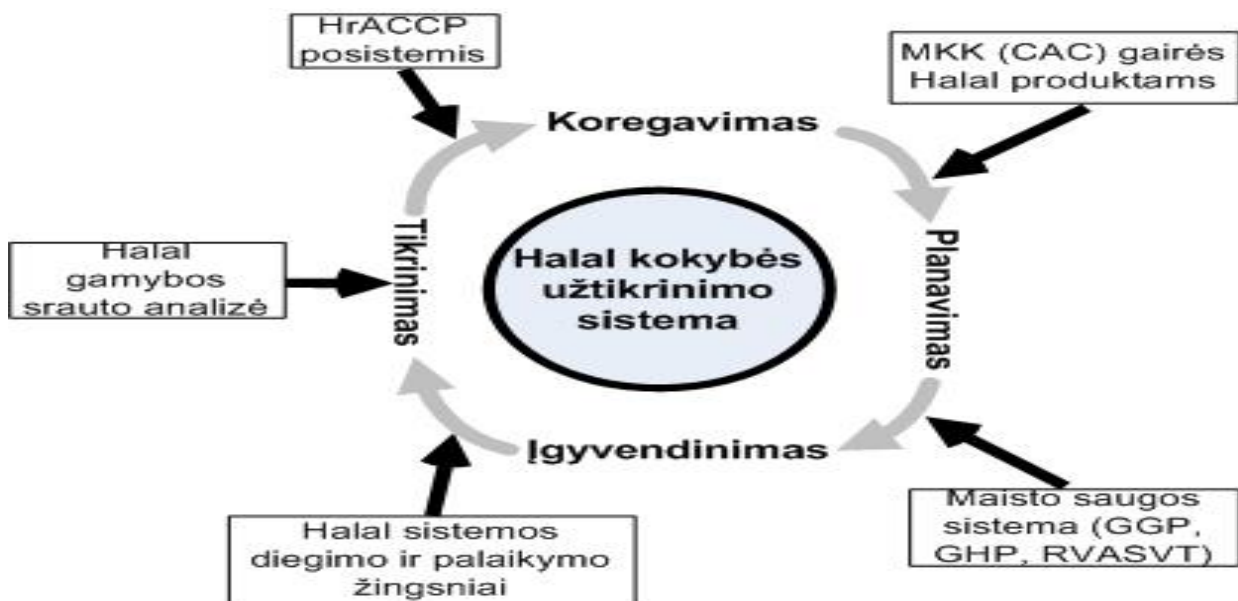 HrACCP
posistemis
MKK (CAC) gairės
Halal produktams
Koregavimas
Halal
gamybos
srauto analizė
Tikrinimas
Halal kokybės
užtikrinimo
sistema
Planavimas
Įgyvendinimas
Halal sistemos
diegimo ir palaikymo
žingsniai
Maisto saugos
sistema (GGP,
GHP, RVASVT)